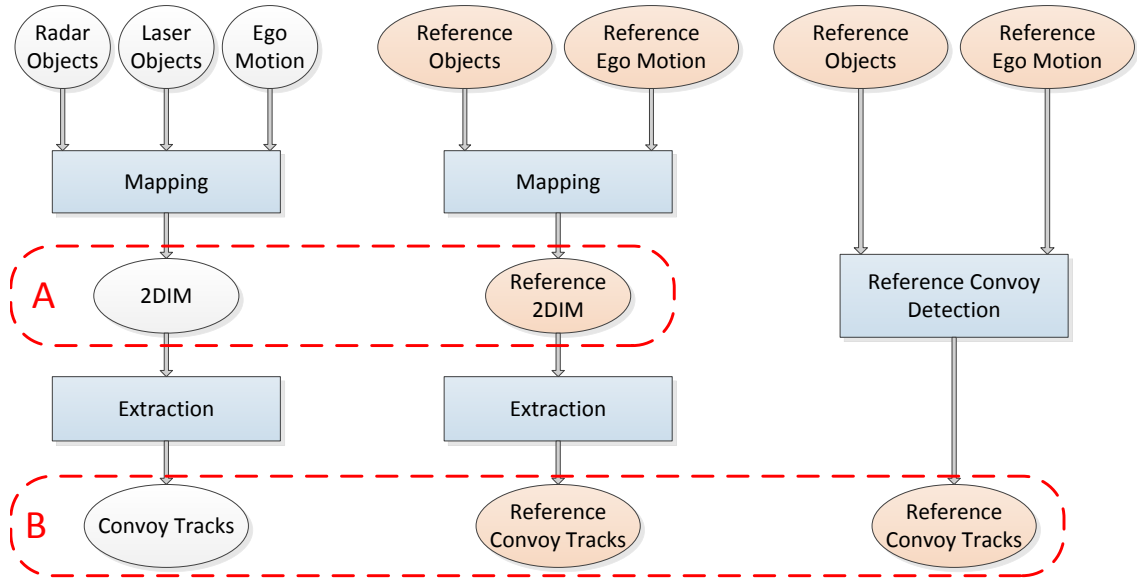 Radar
Objects
Laser
Objects
Ego
Motion
Reference
Objects
Reference
Ego Motion
Reference
Objects
Reference
Ego Motion
Mapping
Mapping
A
2DIM
Reference
2DIM
Reference Convoy
Detection
Extraction
Extraction
B
Convoy Tracks
Reference
Convoy Tracks
Reference
Convoy Tracks